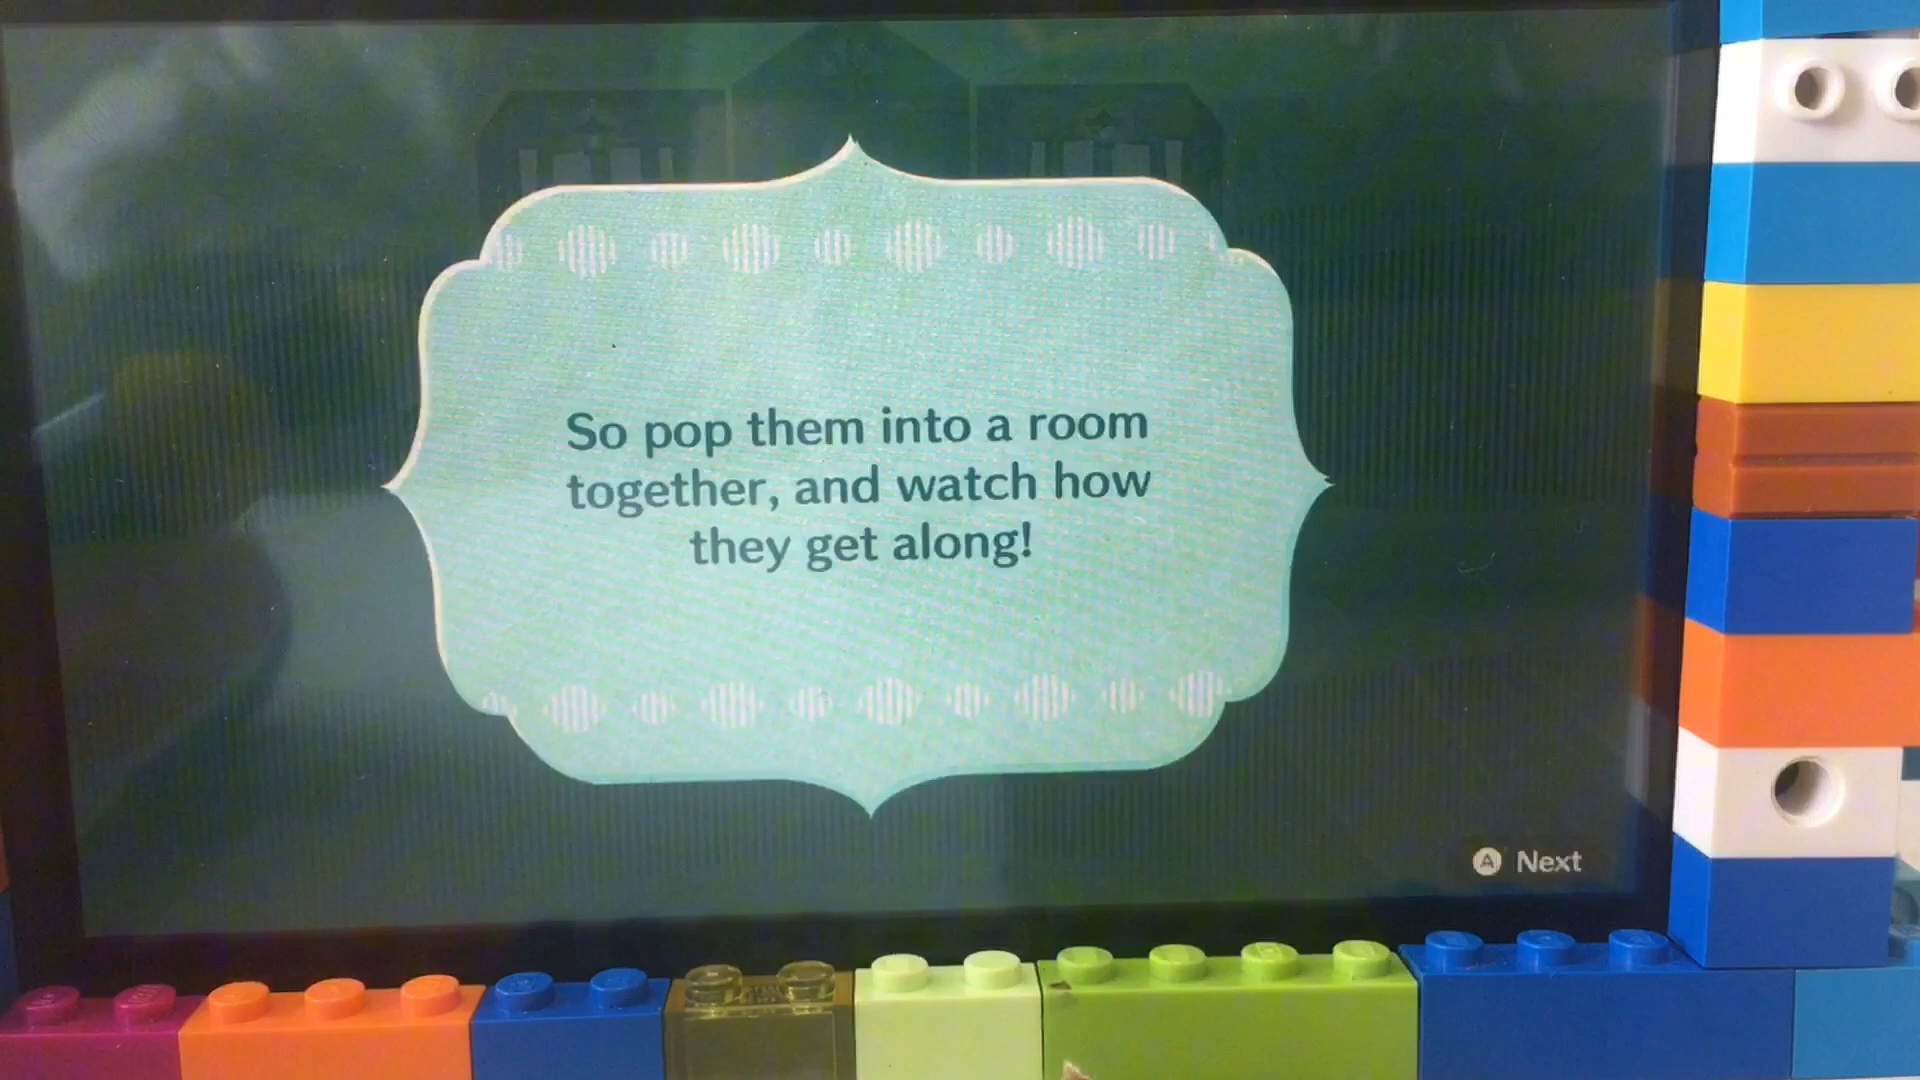 So pop them into a room
together, and watch how
they get along!
A Next